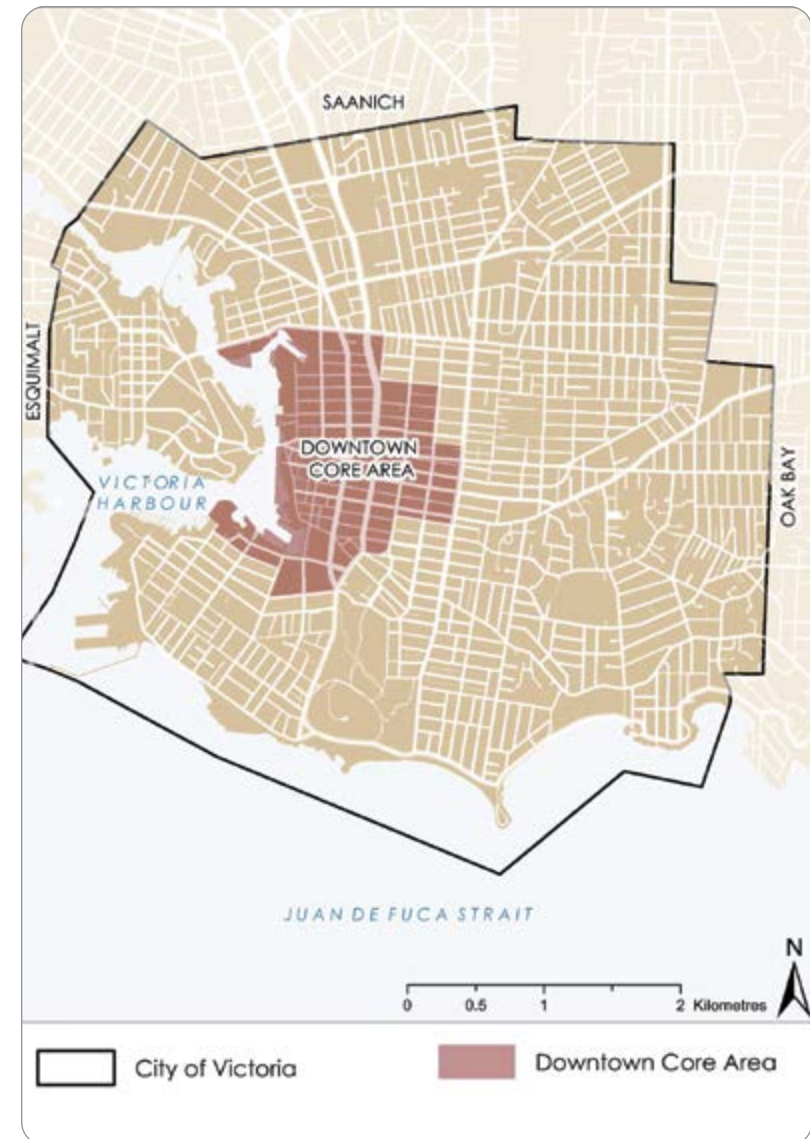 SAANICH
ESQUIMALT
DOWNTOWN
CORE AREA
VICTORIA
HARBOUR
OAK BAY
JUAN DE FUCA STRAIT
N
0 0.5 1 2 Kilometres
City of Victoria
Downtown Core Area